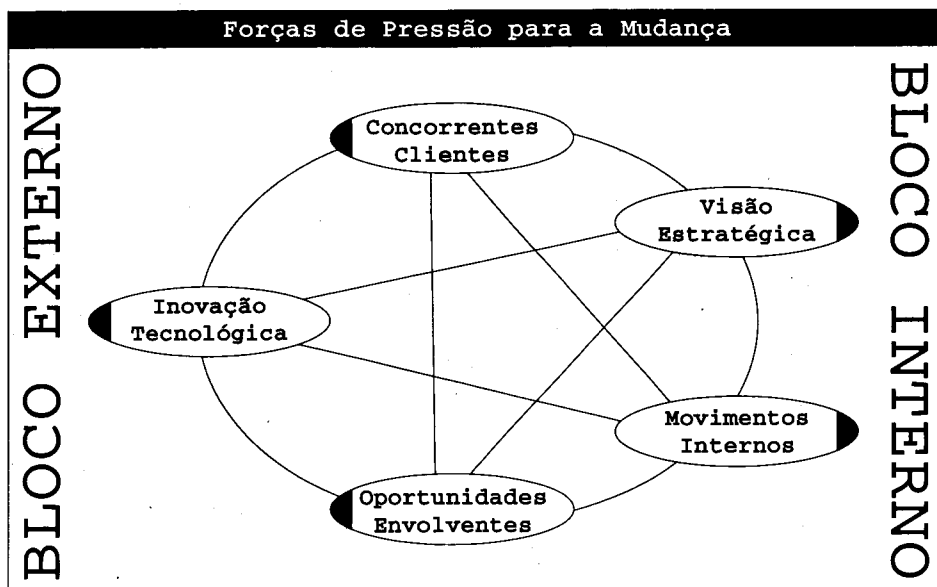 Forças de Pressão para a Mudança
BLOCO EXTERNO
Concorrentes
Clientes
Visão
Estratégica
Inovação
Tecnológica
Movimentos
Internos
Oportunidades
Envolventes
BLOCO INTERNO